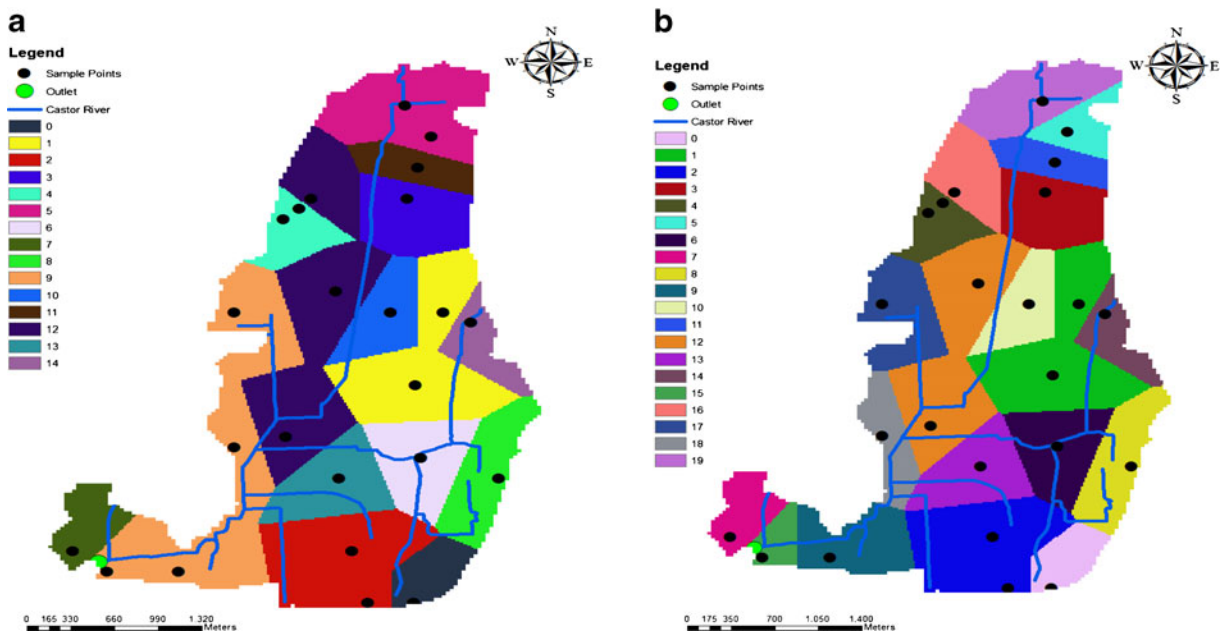 a
Legend
Sample Points
Outlet
Castor River
0
1
2
3
4
5
6
7
8
9
10
11
12
13
14
N
W E
S
0 165 330 660 990 1.320
Meters
b
Legend
Sample Points
Outlet
Castor River
0
1
2
3
4
5
6
7
8
9
10
11
12
13
14
15
16
17
18
19
N
W E
S
0 175 350 700 1.050 1.400
Meters